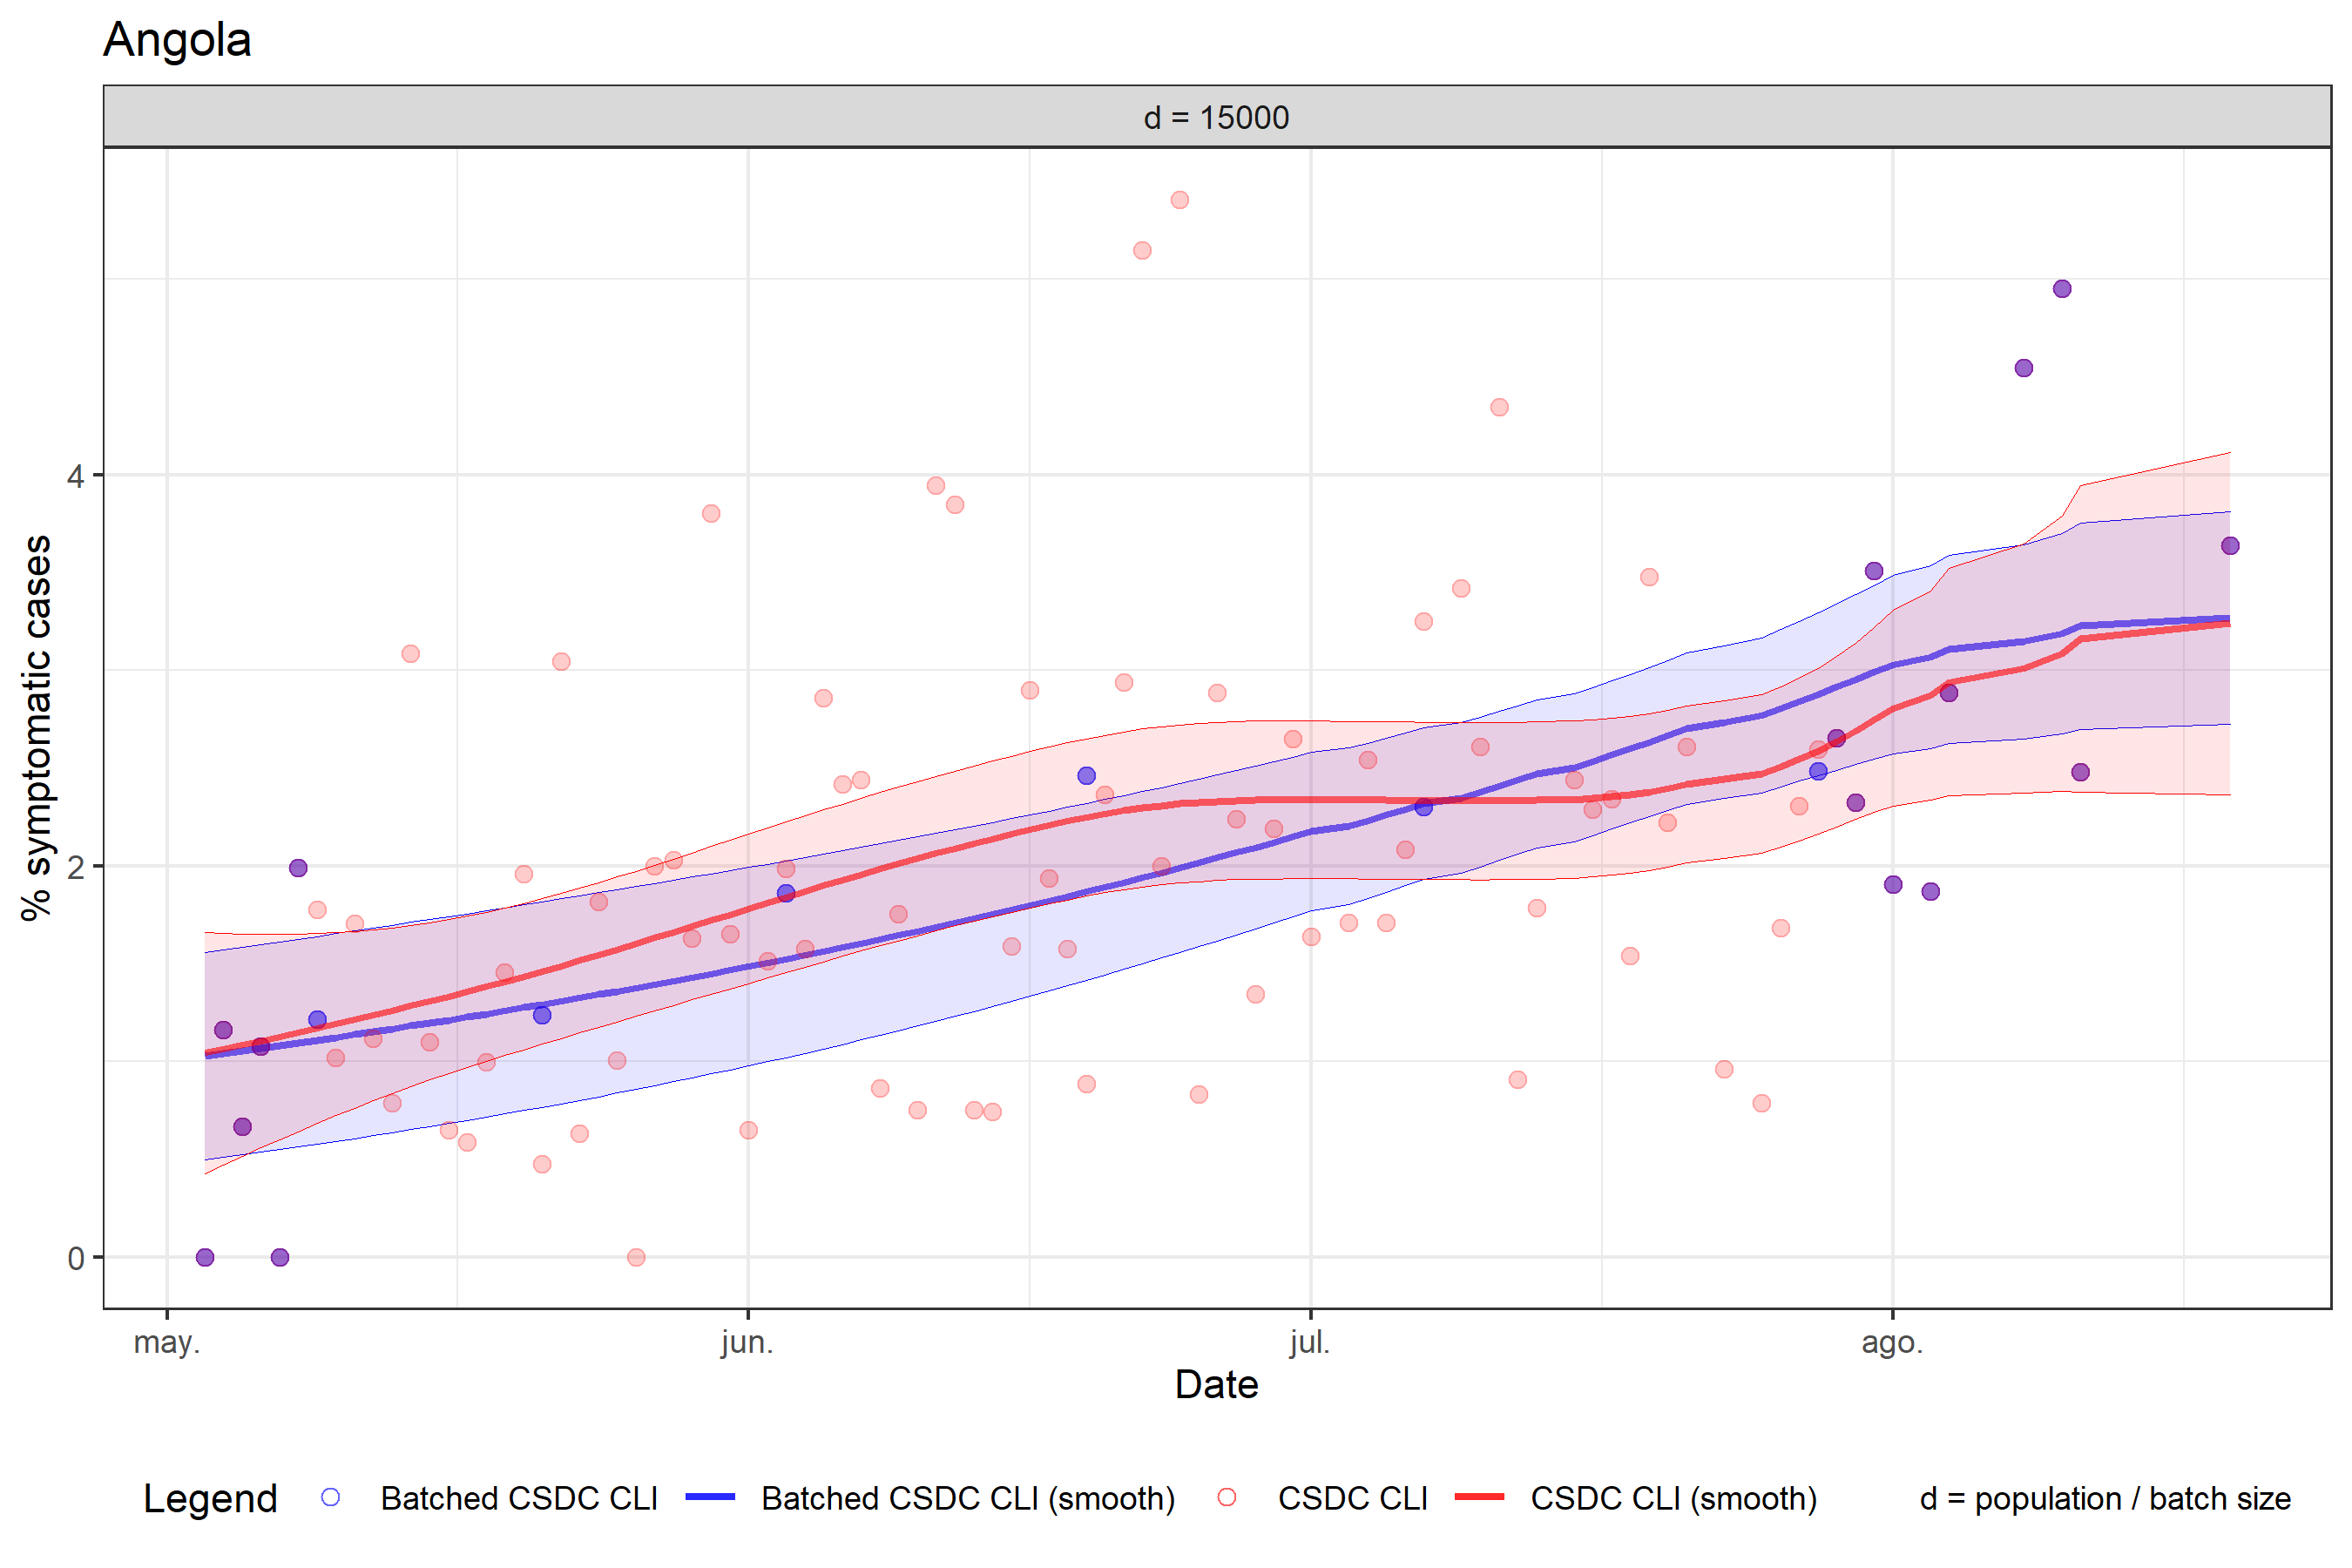 Angola
d = 15000
% symptomatic cases
4
2
0
may.
jun.
jul.
ago.
Date
Legend
Batched CSDC CLI
Batched CSDC CLI (smooth)
CSDC CLI
CSDC CLI (smooth)
d = population / batch size